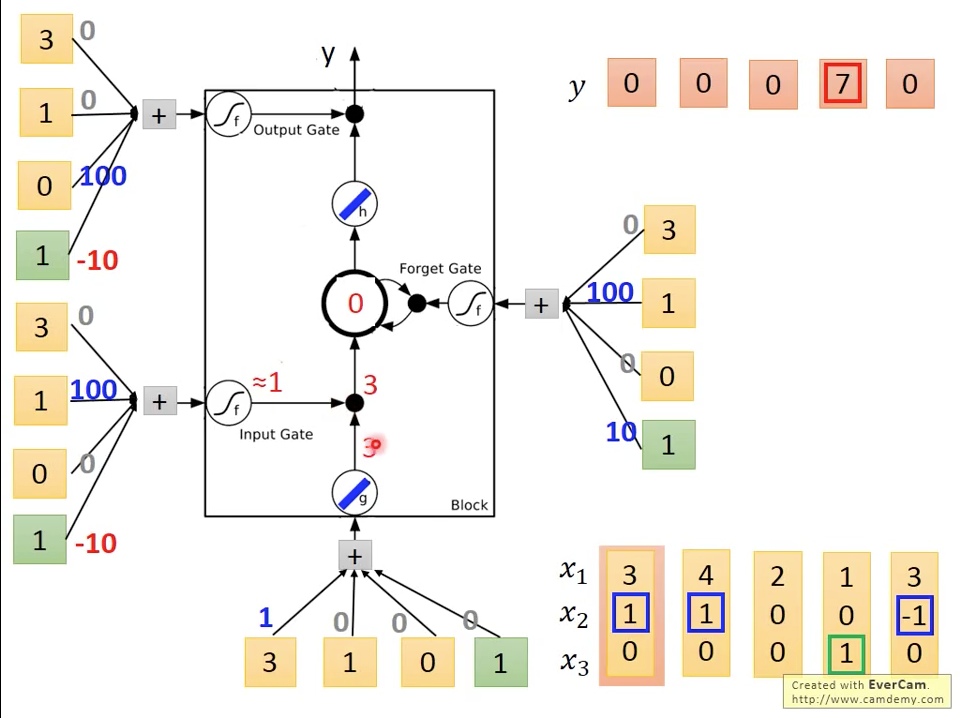 3 0
1 0
0 100
1 -10
+
f
Output Gate
y
y 0 0 0 7 0
h
Forget Gate
0
f
+
0 3
100 1
0 0
10 1
3 0
1 100
0 0
1 -10
+
f
≈1
Input Gate
3
3
g
Block
+
1 0 0 0
3 1 0 1
x₁ 3 4 2 1 3
x₂ 1 1 0 0 -1
x₃ 0 0 0 1 0
Created with EverCam.
http://www.camdemy.com